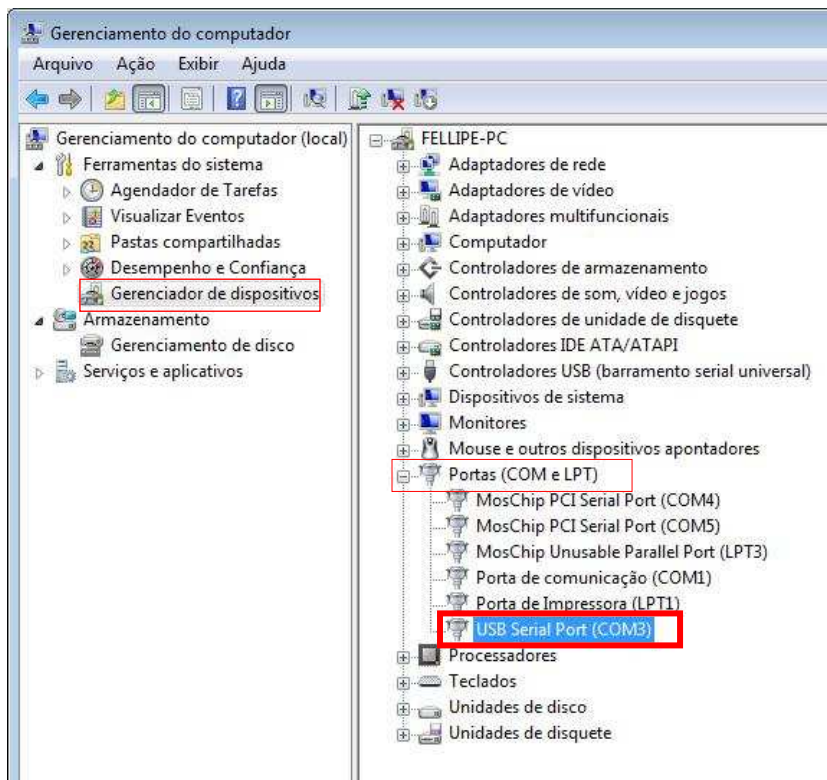 Gerenciamento do computador
Arquivo Ação Exibir Ajuda
Gerenciamento do computador (local)
Ferramentas do sistema
Agendador de Tarefas
Visualizar Eventos
Pastas compartilhadas
Desempenho e Confiança
Gerenciador de dispositivos
Armazenamento
Gerenciamento de disco
Serviços e aplicativos
FELLIPE-PC
Adaptadores de rede
Adaptadores de vídeo
Adaptadores multifuncionais
Computador
Controladores de armazenamento
Controladores de som, vídeo e jogos
Controladores de unidade de disquete
Controladores IDE ATA/ATAPI
Controladores USB (barramento serial universal)
Dispositivos de sistema
Monitores
Mouse e outros dispositivos apontadores
Portas (COM e LPT)
MosChip PCI Serial Port (COM4)
MosChip PCI Serial Port (COM5)
MosChip Unusable Parallel Port (LPT3)
Porta de comunicação (COM1)
Porta de Impressora (LPT1)
USB Serial Port (COM3)
Processadores
Teclados
Unidades de disco
Unidades de disquete